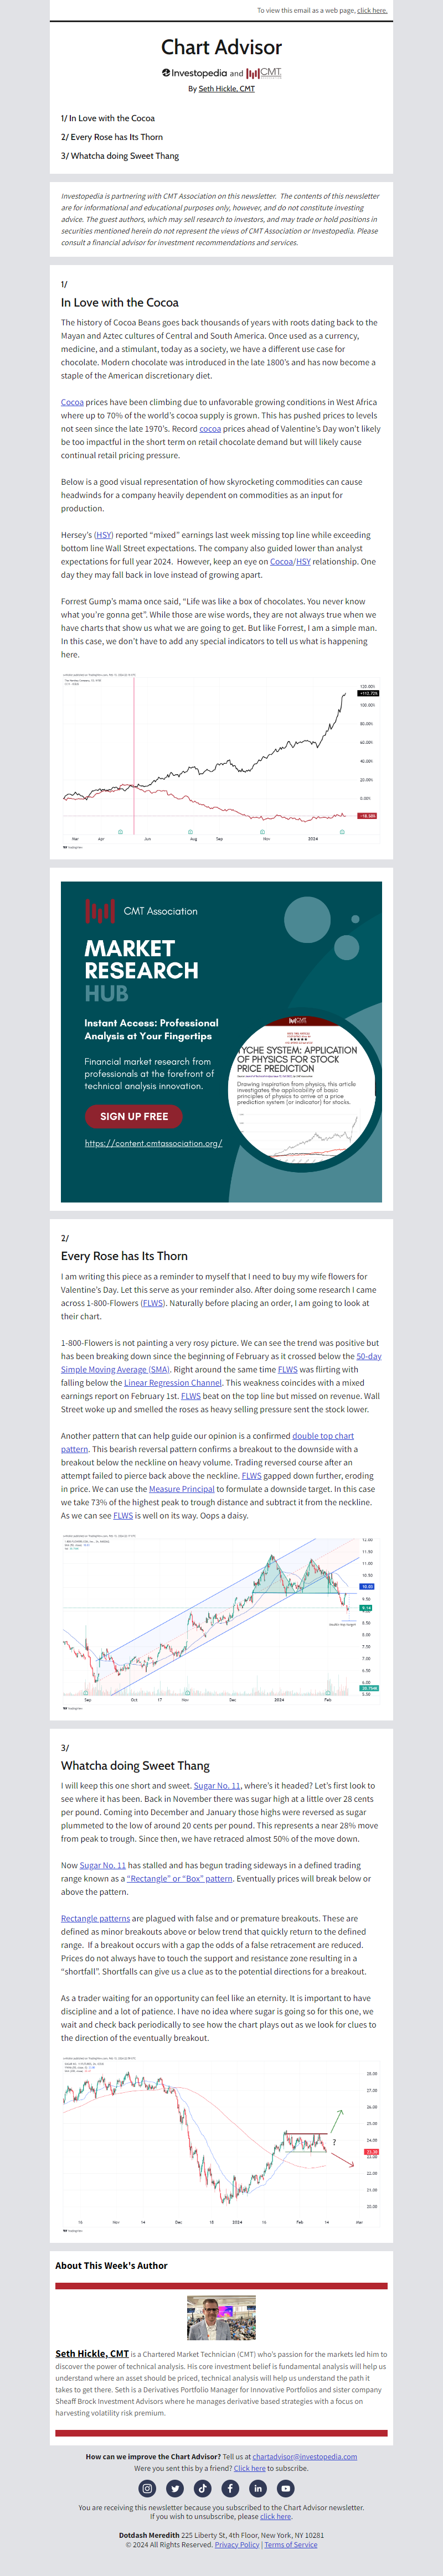 To view this email as a web page, click here.
Chart Advisor
Investopedia and CMT
By Seth Hickle, CMT
1/ In Love with the Cocoa
2/ Every Rose has Its Thorn
3/ Whatcha doing Sweet Thang
Investopedia is partnering with CMT Association on this newsletter. The contents of this newsletter
are for informational and educational purposes only, however, and do not constitute investing
advice. The guest authors, which may sell research to investors, and may trade or hold positions in
securities mentioned herein do not represent the views of CMT Association or Investopedia. Please
consult a financial advisor for investment recommendations and services.
1/
In Love with the Cocoa
The history of Cocoa Beans goes back thousands of years with roots dating back to the
Mayan and Aztec cultures of Central and South America. Once used as a currency,
medicine, and a stimulant, today as a society, we have a different use case for
chocolate. Modern chocolate was introduced in the late 1800's and has now become a
staple of the American discretionary diet.
Cocoa prices have been climbing due to unfavorable growing conditions in West Africa
where up to 70% of the world's cocoa supply is grown. This has pushed prices to levels
not seen since the late 1970's. Record cocoa prices ahead of Valentine's Day won't likely
be too impactful in the short term on retail chocolate demand but will likely cause
continual retail pricing pressure.
Below is a good visual representation of how skyrocketing commodities can cause
headwinds for a company heavily dependent on commodities as an input for
production.
Hersey's (HSY) reported "mixed" earnings last week missing top line while exceeding
bottom line Wall Street expectations. The company also guided lower than analyst
expectations for full year 2024. However, keep an eye on Cocoa/HSY relationship. One
day they may fall back in love instead of growing apart.
Forrest Gump's mama once said, "Life was like a box of chocolates. You never know
what you're gonna get". While those are wise words, they are not always true when we
have charts that show us what we are going to get. But like Forrest, I am a simple man.
In this case, we don't have to add any special indicators to tell us what is happening
here.
120.00%
+112.72%
100.00%
80.00%
60.00%
40.00%
20.00%
0.00%
-18.58%
Mar Apr Jun Aug Sep Nov 2024
CMT Association
MARKET
RESEARCH
HUB
Instant Access: Professional
Analysis at Your Fingertips
Financial market research from
professionals at the forefront of
technical analysis innovation.
SIGN UP FREE
https://content.cmtassociation.org/
TYCHE SYSTEM: APPLICATION
OF PHYSICS FOR STOCK
PRICE PREDICTION
Drawing inspiration from physics, this article
investigates the applicability of basic
principles of physics to arrive at a price
prediction system (or indicator) for stocks.
2/
Every Rose has Its Thorn
I am writing this piece as a reminder to myself that I need to buy my wife flowers for
Valentine's Day. Let this serve as your reminder also. After doing some research I came
across 1-800-Flowers (FLWS). Naturally before placing an order, I am going to look at
their chart.
1-800-Flowers is not painting a very rosy picture. We can see the trend was positive but
has been breaking down since the beginning of February as it crossed below the 50-day
Simple Moving Average (SMA). Right around the same time FLWS was flirting with
falling below the Linear Regression Channel. This weakness coincides with a mixed
earnings report on February 1st. FLWS beat on the top line but missed on revenue. Wall
Street woke up and smelled the roses as heavy selling pressure sent the stock lower.
Another pattern that can help guide our opinion is a confirmed double top chart
pattern. This bearish reversal pattern confirms a breakout to the downside with a
breakout below the neckline on heavy volume. Trading reversed course after an
attempt failed to pierce back above the neckline. FLWS gapped down further, eroding
in price. We can use the Measure Principal to formulate a downside target. In this case
we take 73% of the highest peak to trough distance and subtract it from the neckline.
As we can see FLWS is well on its way. Oops a daisy.
12.00
11.50
11.00
10.50
9.50
8.50
8.00
7.50
7.00
6.50
6.00
5.50
Sep Oct 17 Nov Dec 2024 Feb
3/
Whatcha doing Sweet Thang
I will keep this one short and sweet. Sugar No. 11, where's it headed? Let's first look to
see where it has been. Back in November there was sugar high at a little over 28 cents
per pound. Coming into December and January those highs were reversed as sugar
plummeted to the low of around 20 cents per pound. This represents a near 28% move
from peak to trough. Since then, we have retraced almost 50% of the move down.
Now Sugar No. 11 has stalled and has begun trading sideways in a defined trading
range known as a "Rectangle" or "Box" pattern. Eventually prices will break below or
above the pattern.
Rectangle patterns are plagued with false and or premature breakouts. These are
defined as minor breakouts above or below trend that quickly return to the defined
range. If a breakout occurs with a gap the odds of a false retracement are reduced.
Prices do not always have to touch the support and resistance zone resulting in a
"shortfall". Shortfalls can give us a clue as to the potential directions for a breakout.
As a trader waiting for an opportunity can feel like an eternity. It is important to have
discipline and a lot of patience. I have no idea where sugar is going so for this one, we
wait and check back periodically to see how the chart plays out as we look for clues to
the direction of the eventually breakout.
28.00
27.00
26.00
25.00
24.00
22.00
21.00
20.00
?
16 Nov 14 Dec 15 2024 16 Feb 14 Mar
About This Week's Author
Seth Hickle, CMT is a Chartered Market Technician (CMT) who's passion for the markets led him to
discover the power of technical analysis. His core investment belief is fundamental analysis will help us
understand where an asset should be priced, technical analysis will help us understand the path it
takes to get there. Seth is a Derivatives Portfolio Manager for Innovative Portfolios and sister company
Sheaff Brock Investment Advisors where he manages derivative based strategies with a focus on
harvesting volatility risk premium.
How can we improve the Chart Advisor? Tell us at chartadvisor@investopedia.com
Were you sent this by a friend? Click here to subscribe.
You are receiving this newsletter because you subscribed to the Chart Advisor newsletter.
If you wish to unsubscribe, please click here.
Dotdash Meredith 225 Liberty St, 4th Floor, New York, NY 10281
© 2024 All Rights Reserved. Privacy Policy | Terms of Service